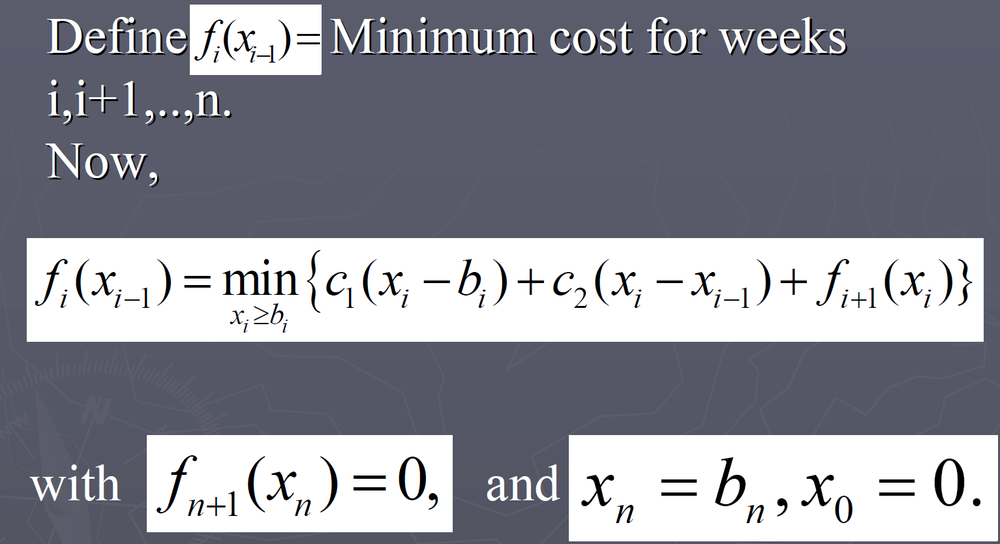 Define f_i(x_{i-1})= Minimum cost for weeks
i,i+1,..,n.
Now,
f_i(x_{i-1}) = min_{x_i≥b_i}{c_1(x_i − b_i) + c_2(x_i − x_{i-1}) + f_{i+1}(x_i)}
with f_{n+1}(x_n) = 0, and x_n = b_n, x_0 = 0.